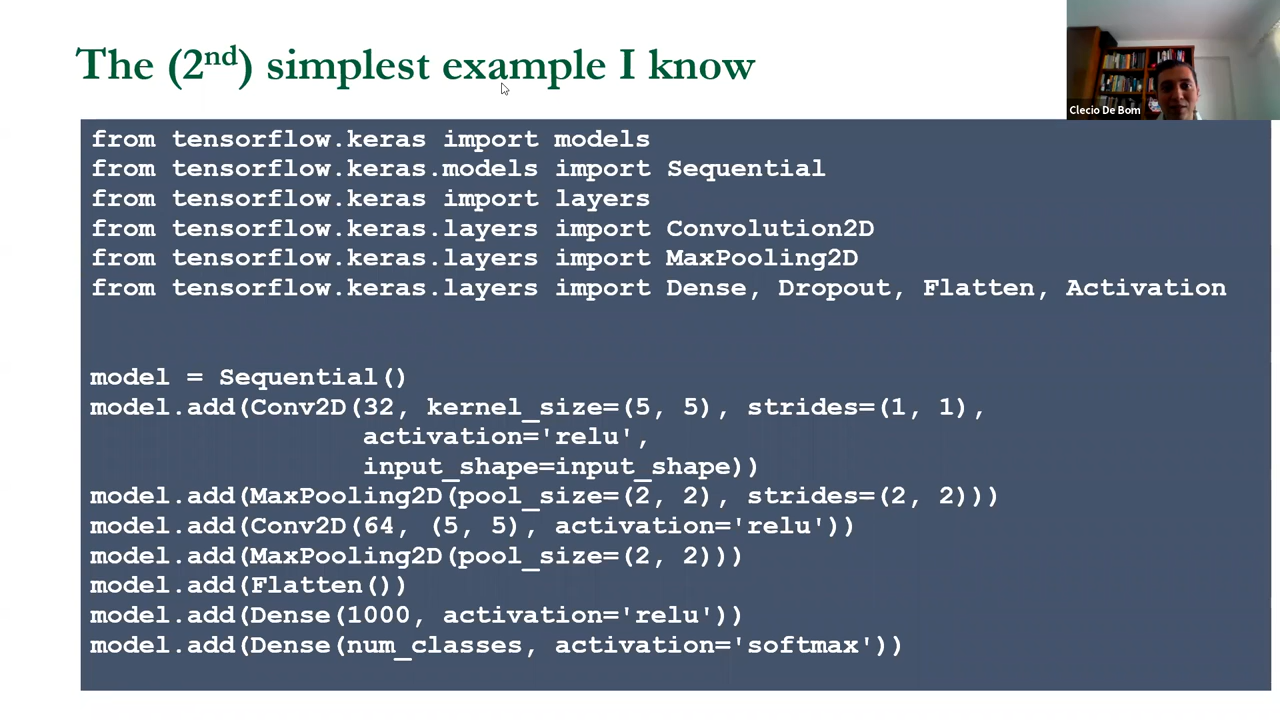 The (2nd) simplest example I know
Clecio De Bom
from tensorflow.keras import models
from tensorflow.keras.models import Sequential
from tensorflow.keras import layers
from tensorflow.keras.layers import Convolution2D
from tensorflow.keras.layers import MaxPooling2D
from tensorflow.keras.layers import Dense, Dropout, Flatten, Activation
model = Sequential()
model.add(Conv2D(32, kernel_size=(5, 5), strides=(1, 1),
activation='relu',
input_shape=input_shape))
model.add(MaxPooling2D(pool_size=(2, 2), strides=(2, 2)))
model.add(Conv2D(64, (5, 5), activation='relu'))
model.add(MaxPooling2D(pool_size=(2, 2)))
model.add(Flatten())
model.add(Dense(1000, activation='relu'))
model.add(Dense(num_classes, activation='softmax'))